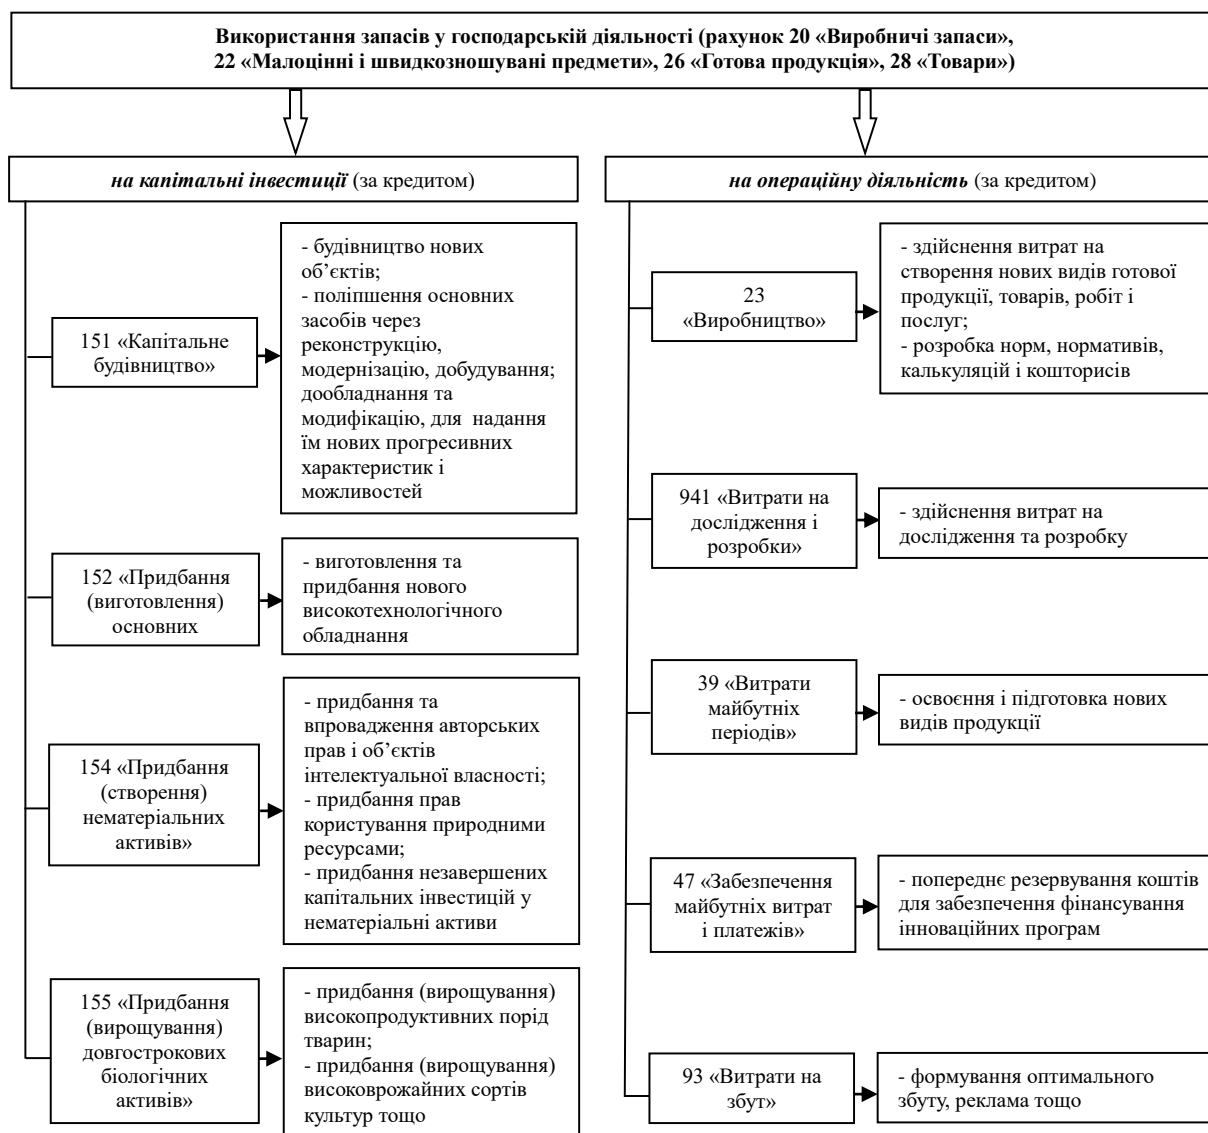 Використання запасів у господарській діяльності (рахунок 20 «Виробничі запаси»,
22 «Малоцінні і швидкозношувані предмети», 26 «Готова продукція», 28 «Товари»)
на капітальні інвестиції (за кредитом)
151 «Капітальне
будівництво»
- будівництво нових
об’єктів;
- поліпшення основних
засобів через
реконструкцію,
модернізацію, добудування;
дообладнання та
модифікацію, для надання
їм нових прогресивних
характеристик і
можливостей
152 «Придбання
(виготовлення)
основних
- виготовлення та
придбання нового
високотехнологічного
обладнання
154 «Придбання
(створення)
нематеріальних
активів»
- придбання та
впровадження авторських
прав і об’єктів
інтелектуальної власності;
- придбання прав
користування природними
ресурсами;
- придбання незавершених
капітальних інвестицій у
нематеріальні активи
155 «Придбання
(вирощування)
довгострокових
біологічних
активів»
- придбання (вирощування)
високопродуктивних порід
тварин;
- придбання (вирощування)
високоврожайних сортів
культур тощо
на операційну діяльність (за кредитом)
23
«Виробництво»
- здійснення витрат на
створення нових видів готової
продукції, товарів, робіт і
послуг;
- розробка норм, нормативів,
калькуляцій і кошторисів
941 «Витрати на
дослідження і
розробки»
- здійснення витрат на
дослідження та розробку
39 «Витрати
майбутніх
періодів»
- освоєння і підготовка нових
видів продукції
47 «Забезпечення
майбутніх витрат
і платежів»
- попереднє резервування коштів
для забезпечення фінансування
інноваційних програм
93 «Витрати на
збут»
- формування оптимального
збуту, реклама тощо